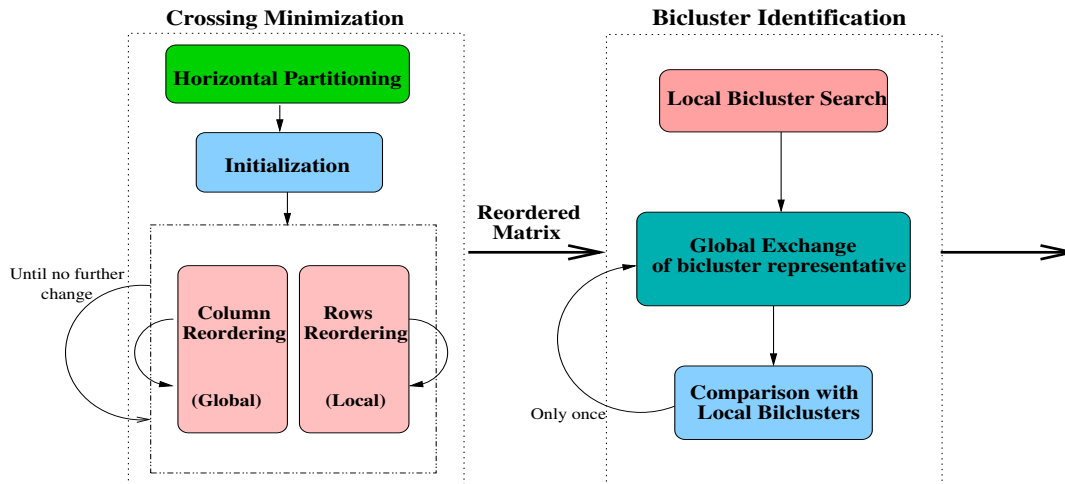 Crossing Minimization
Horizontal Partitioning
Initialization
Until no further
change
Column
Reordering
(Global)
Rows
Reordering
(Local)
Reordered
Matrix
Bicluster Identification
Local Bicluster Search
Global Exchange
of bicluster representative
Only once
Comparison with
Local Bilclusters